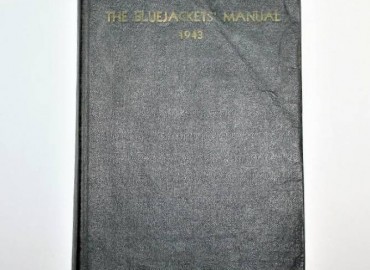 THE BLUEJACKETS' MANUAL
1943